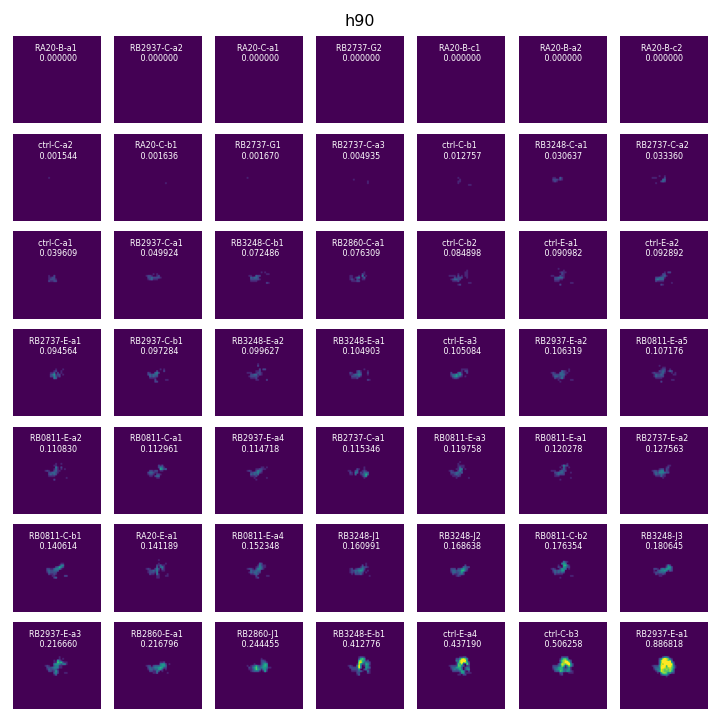 h90
RA20-B-a1 RB2937-C-a2 RA20-C-a1 RB2737-G2 RA20-B-c1 RA20-B-a2 RA20-B-c2
0.000000 0.000000 0.000000 0.000000 0.000000 0.000000 0.000000
ctrl-C-a2 RA20-C-b1 RB2737-G1 RB2737-C-a3 ctrl-C-b1 RB3248-C-a1 RB2737-C-a2
0.001544 0.001636 0.001670 0.004935 0.012757 0.030637 0.033360
ctrl-C-a1 RB2937-C-a1 RB3248-C-b1 RB2860-C-a1 ctrl-C-b2 ctrl-E-a1 ctrl-E-a2
0.039609 0.049924 0.072486 0.076309 0.084898 0.090982 0.092892
RB2737-E-a1 RB2937-C-b1 RB3248-E-a2 RB3248-E-a1 ctrl-E-a3 RB2937-E-a2 RB0811-E-a5
0.094564 0.097284 0.099627 0.104903 0.105084 0.106319 0.107176
RB0811-E-a2 RB0811-C-a1 RB2937-E-a4 RB2737-C-a1 RB0811-E-a3 RB0811-E-a1 RB2737-E-a2
0.110830 0.112961 0.114718 0.115346 0.119758 0.120278 0.127563
RB0811-C-b1 RA20-E-a1 RB0811-E-a4 RB3248-J1 RB3248-J2 RB0811-C-b2 RB3248-J3
0.140614 0.141189 0.152348 0.160991 0.168638 0.176354 0.180645
RB2937-E-a3 RB2860-E-a1 RB2860-J1 RB3248-E-b1 ctrl-E-a4 ctrl-C-b3 RB2937-E-a1
0.216660 0.216796 0.244455 0.412776 0.437190 0.506258 0.886818